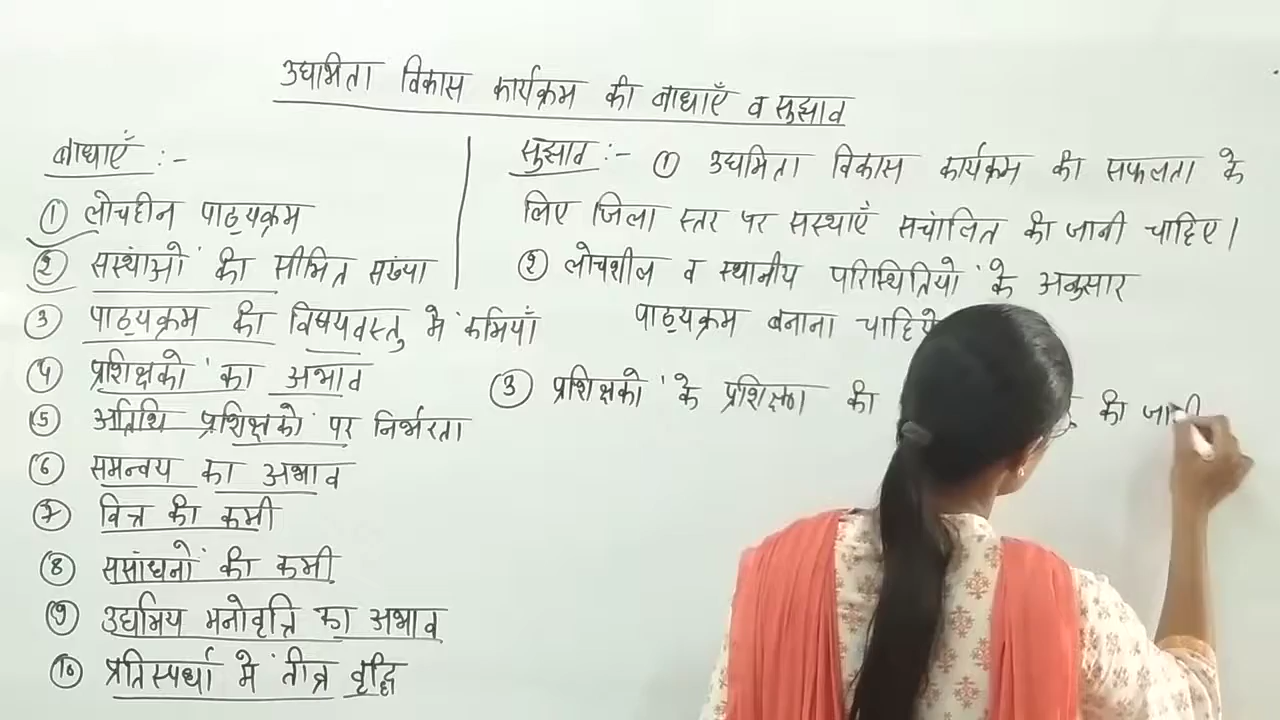 उद्यमिता विकास कार्यक्रम की बाधाएँ व सुझाव
बाधाएँ :-
① लोचहीन पाठ्यक्रम
② संस्थाओं की सीमित संख्या
③ पाठ्यक्रम की विषयवस्तु में कमियाँ
④ प्रशिक्षकों का अभाव
⑤ अतिथि प्रशिक्षकों पर निर्भरता
⑥ समन्वय का अभाव
⑦ वित्त की कमी
⑧ संसाधनों की कमी
⑨ उद्यमिय मनोवृत्ति का अभाव
⑩ प्रतिस्पर्धा में तीव्र वृद्धि
सुझाव :- ① उद्यमिता विकास कार्यक्रम की सफलता के
लिए जिला स्तर पर संस्थाएँ संचालित की जानी चाहिए।
② लोचशील व स्थानीय परिस्थितियों के अनुसार
पाठ्यक्रम बनाना चाहिये
③ प्रशिक्षकों के प्रशिक्षण की की जानी